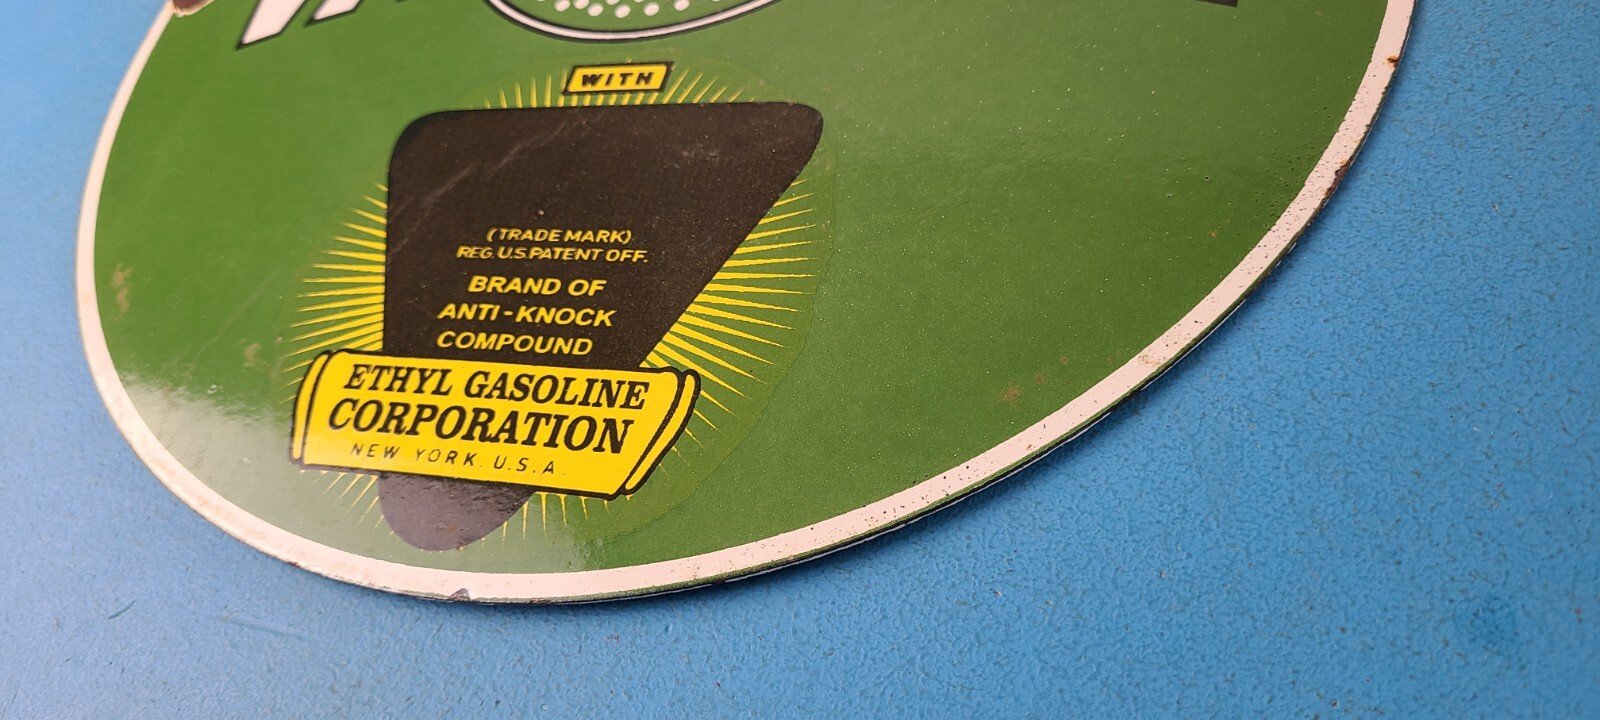 WITH
(TRADE MARK)
REG. U.S. PATENT OFF.
BRAND OF
ANTI-KNOCK
COMPOUND
ETHYL GASOLINE
CORPORATION
NEW YORK. U.S.A.